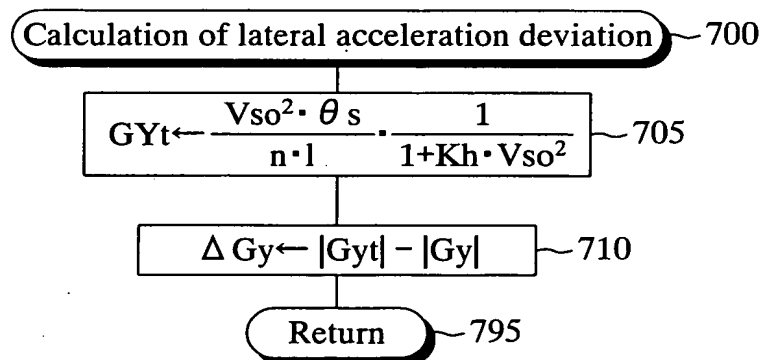 Calculation of lateral acceleration deviation 700
GYt←(Vso²・θs)/(n・l)・1/(1+Kh・Vso²) 705
ΔGy←|Gyt|−|Gy| 710
Return 795